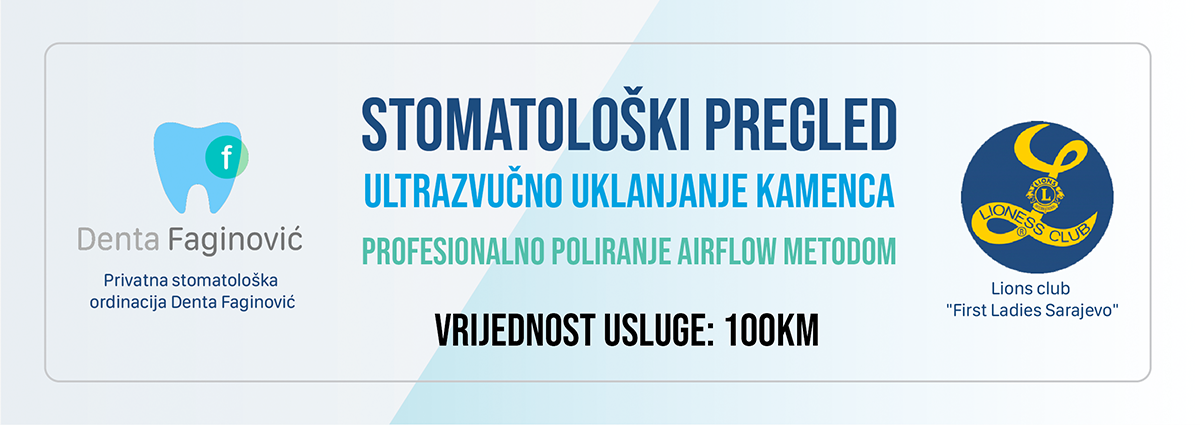 f
Denta Faginović
Privatna stomatološka
ordinacija Denta Faginović
STOMATOLOŠKI PREGLED
ULTRAZVUČNO UKLANJANJE KAMENCA
PROFESIONALNO POLIRANJE AIRFLOW METODOM
VRIJEDNOST USLUGE: 100KM
LIONS
L
LIONESS CLUB
®
Lions club
"First Ladies Sarajevo"